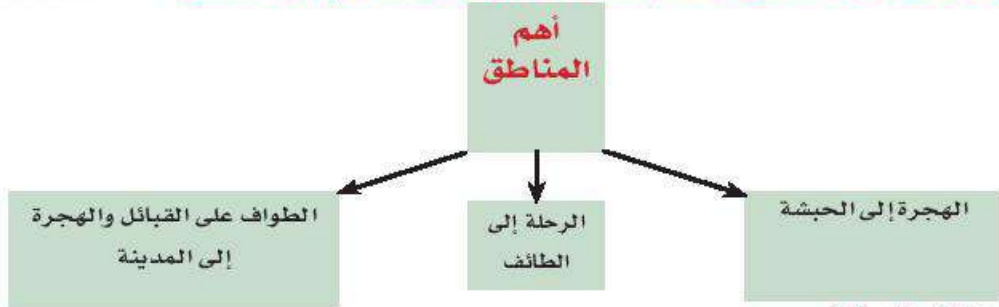 أهم
المناطق
الهجرة إلى الحبشة
الرحلة إلى
الطائف
الطواف على القبائل والهجرة
إلى المدينة